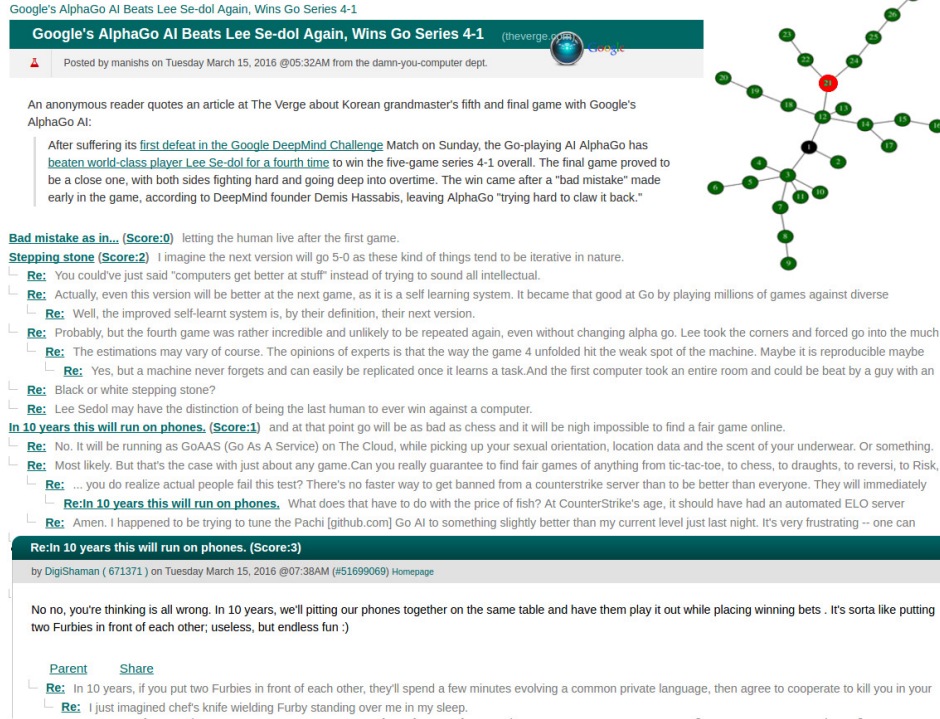 Google's AlphaGo AI Beats Lee Se-dol Again, Wins Go Series 4-1
Google's AlphaGo AI Beats Lee Se-dol Again, Wins Go Series 4-1 (theverge.com)
Google
Posted by manishs on Tuesday March 15, 2016 @05:32AM from the damn-you-computer dept.
An anonymous reader quotes an article at The Verge about Korean grandmaster's fifth and final game with Google's
AlphaGo AI:
After suffering its first defeat in the Google DeepMind Challenge Match on Sunday, the Go-playing AI AlphaGo has
beaten world-class player Lee Se-dol for a fourth time to win the five-game series 4-1 overall. The final game proved to
be a close one, with both sides fighting hard and going deep into overtime. The win came after a "bad mistake" made
early in the game, according to DeepMind founder Demis Hassabis, leaving AlphaGo "trying hard to claw it back."
26
25
23
22
24
21
20
19
18
13
12
14
15
16
17
1
2
4
3
5
6
10
11
7
8
9
Bad mistake as in... (Score:0) letting the human live after the first game.
Stepping stone (Score:2) I imagine the next version will go 5-0 as these kind of things tend to be iterative in nature.
Re: You could've just said "computers get better at stuff" instead of trying to sound all intellectual.
Re: Actually, even this version will be better at the next game, as it is a self learning system. It became that good at Go by playing millions of games against diverse
Re: Well, the improved self-learnt system is, by their definition, their next version.
Re: Probably, but the fourth game was rather incredible and unlikely to be repeated again, even without changing alpha go. Lee took the corners and forced go into the much
Re: The estimations may vary of course. The opinions of experts is that the way the game 4 unfolded hit the weak spot of the machine. Maybe it is reproducible maybe
Re: Yes, but a machine never forgets and can easily be replicated once it learns a task.And the first computer took an entire room and could be beat by a guy with an
Re: Black or white stepping stone?
Re: Lee Sedol may have the distinction of being the last human to ever win against a computer.
In 10 years this will run on phones. (Score:1) and at that point go will be as bad as chess and it will be nigh impossible to find a fair game online.
Re: No. It will be running as GoAAS (Go As A Service) on The Cloud, while picking up your sexual orientation, location data and the scent of your underwear. Or something.
Re: Most likely. But that's the case with just about any game.Can you really guarantee to find fair games of anything from tic-tac-toe, to chess, to draughts, to reversi, to Risk,
Re: ... you do realize actual people fail this test? There's no faster way to get banned from a counterstrike server than to be better than everyone. They will immediately
Re:In 10 years this will run on phones. What does that have to do with the price of fish? At CounterStrike's age, it should have had an automated ELO server
Re: Amen. I happened to be trying to tune the Pachi [github.com] Go AI to something slightly better than my current level just last night. It's very frustrating -- one can
Re:In 10 years this will run on phones. (Score:3)
by DigiShaman ( 671371 ) on Tuesday March 15, 2016 @07:38AM (#51699069) Homepage
No no, you're thinking is all wrong. In 10 years, we'll pitting our phones together on the same table and have them play it out while placing winning bets . It's sorta like putting
two Furbies in front of each other; useless, but endless fun :)
Parent Share
Re: In 10 years, if you put two Furbies in front of each other, they'll spend a few minutes evolving a common private language, then agree to cooperate to kill you in your
Re: I just imagined chef's knife wielding Furby standing over me in my sleep.